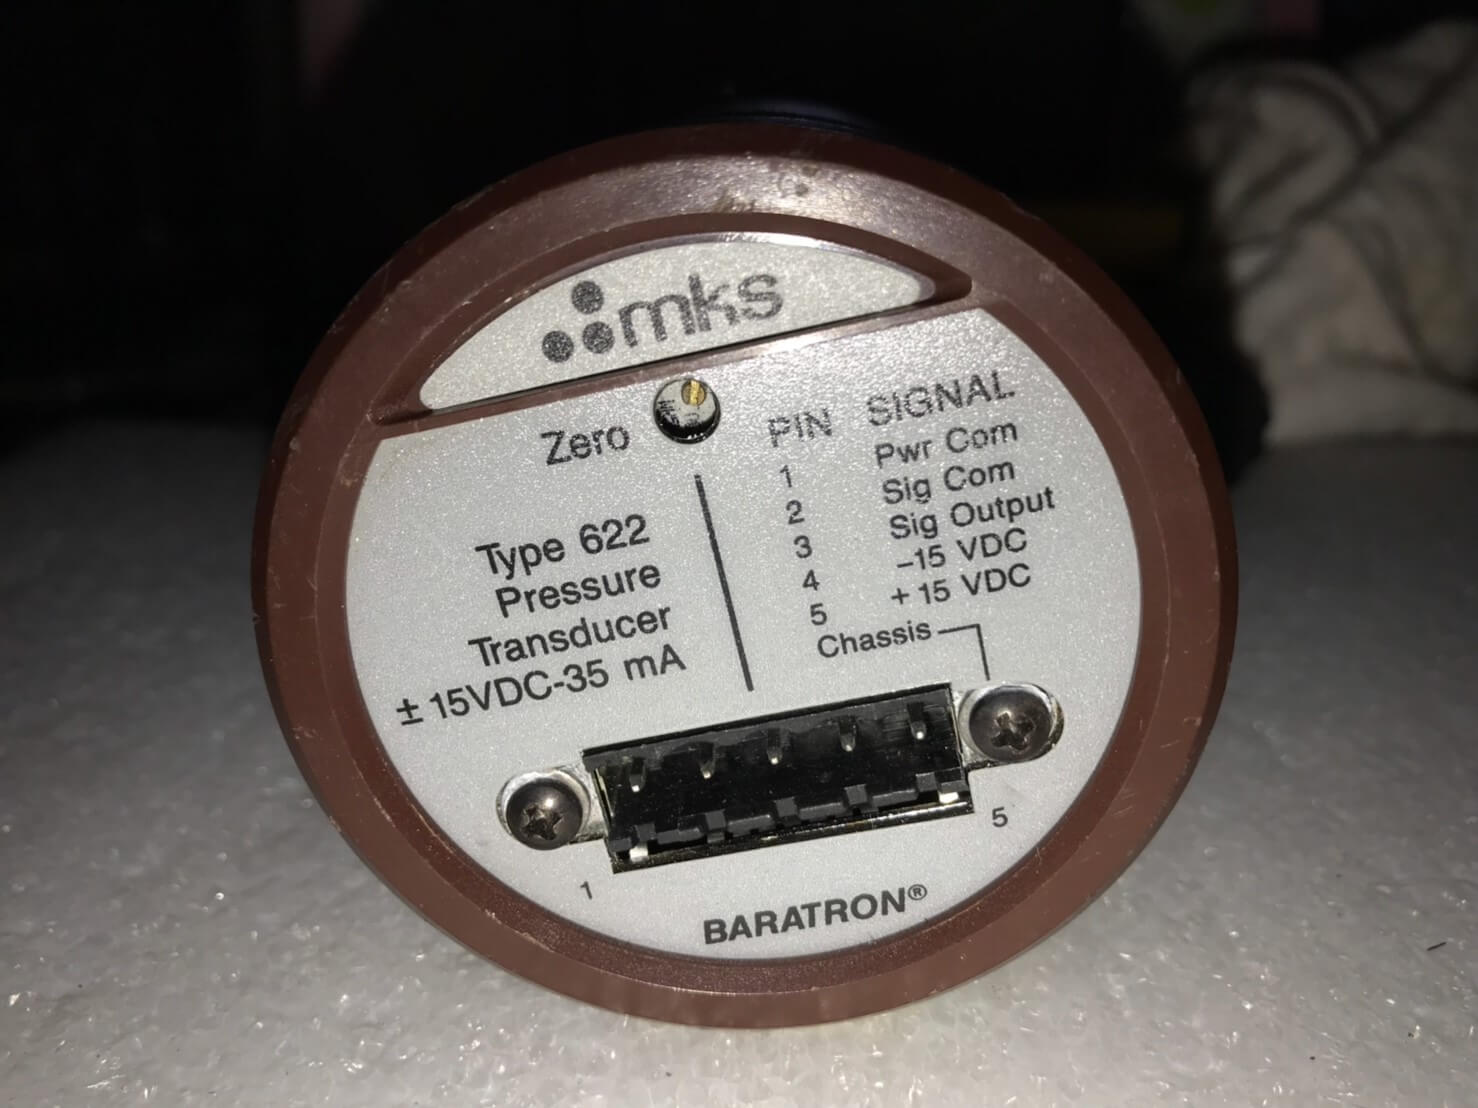 mks
Zero
Type 622
Pressure
Transducer
± 15VDC-35 mA
PIN SIGNAL
1 Pwr Com
2 Sig Com
3 Sig Output
4 -15 VDC
5 + 15 VDC
Chassis
1
5
BARATRON®